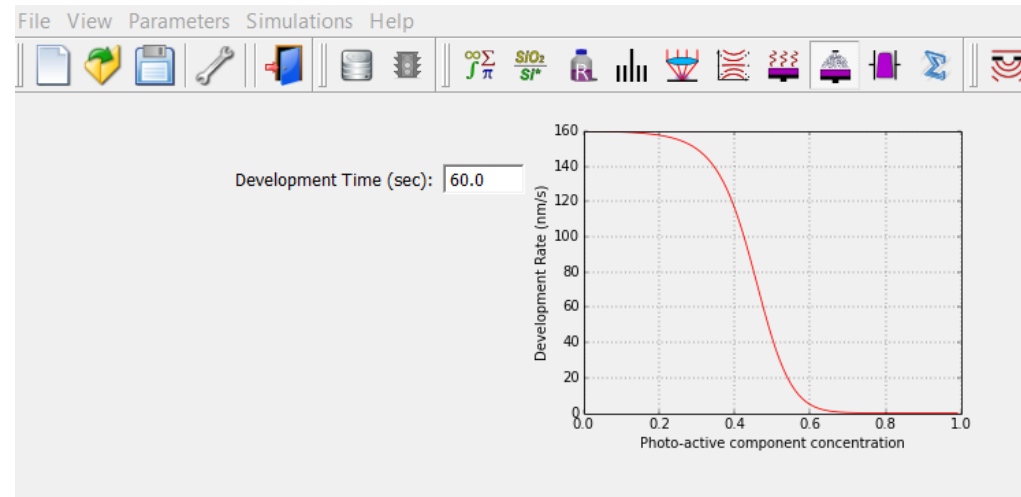 File View Parameters Simulations Help
∞Σ
∫π
SIO₂
SI*
R
Development Time (sec): 60.0
160
140
120
100
80
60
40
20
0
Development Rate (nm/s)
0.0 0.2 0.4 0.6 0.8 1.0
Photo-active component concentration